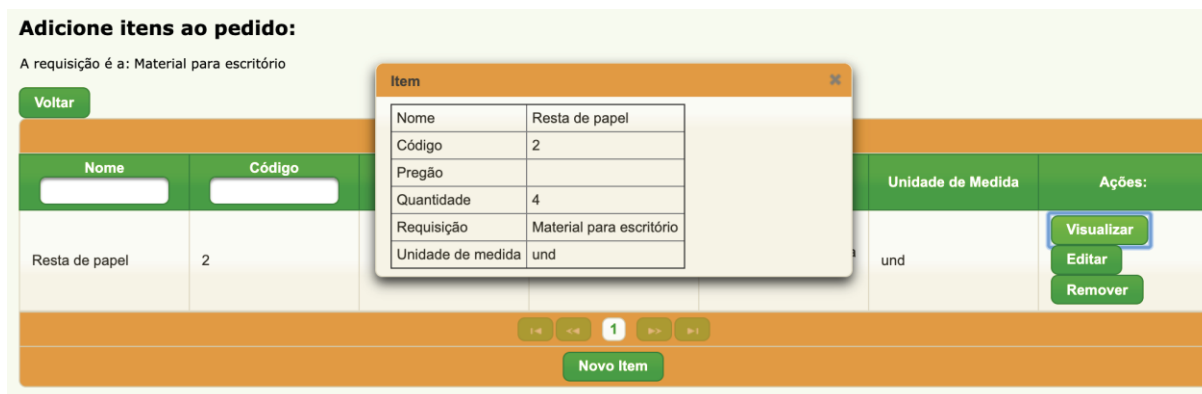 Adicione itens ao pedido:
A requisição é a: Material para escritório
Voltar
Item
Nome Resta de papel
Código 2
Pregão
Quantidade 4
Requisição Material para escritório
Unidade de medida und
Nome Código Unidade de Medida Ações:
Resta de papel 2 und
Visualizar
Editar
Remover
1
Novo Item